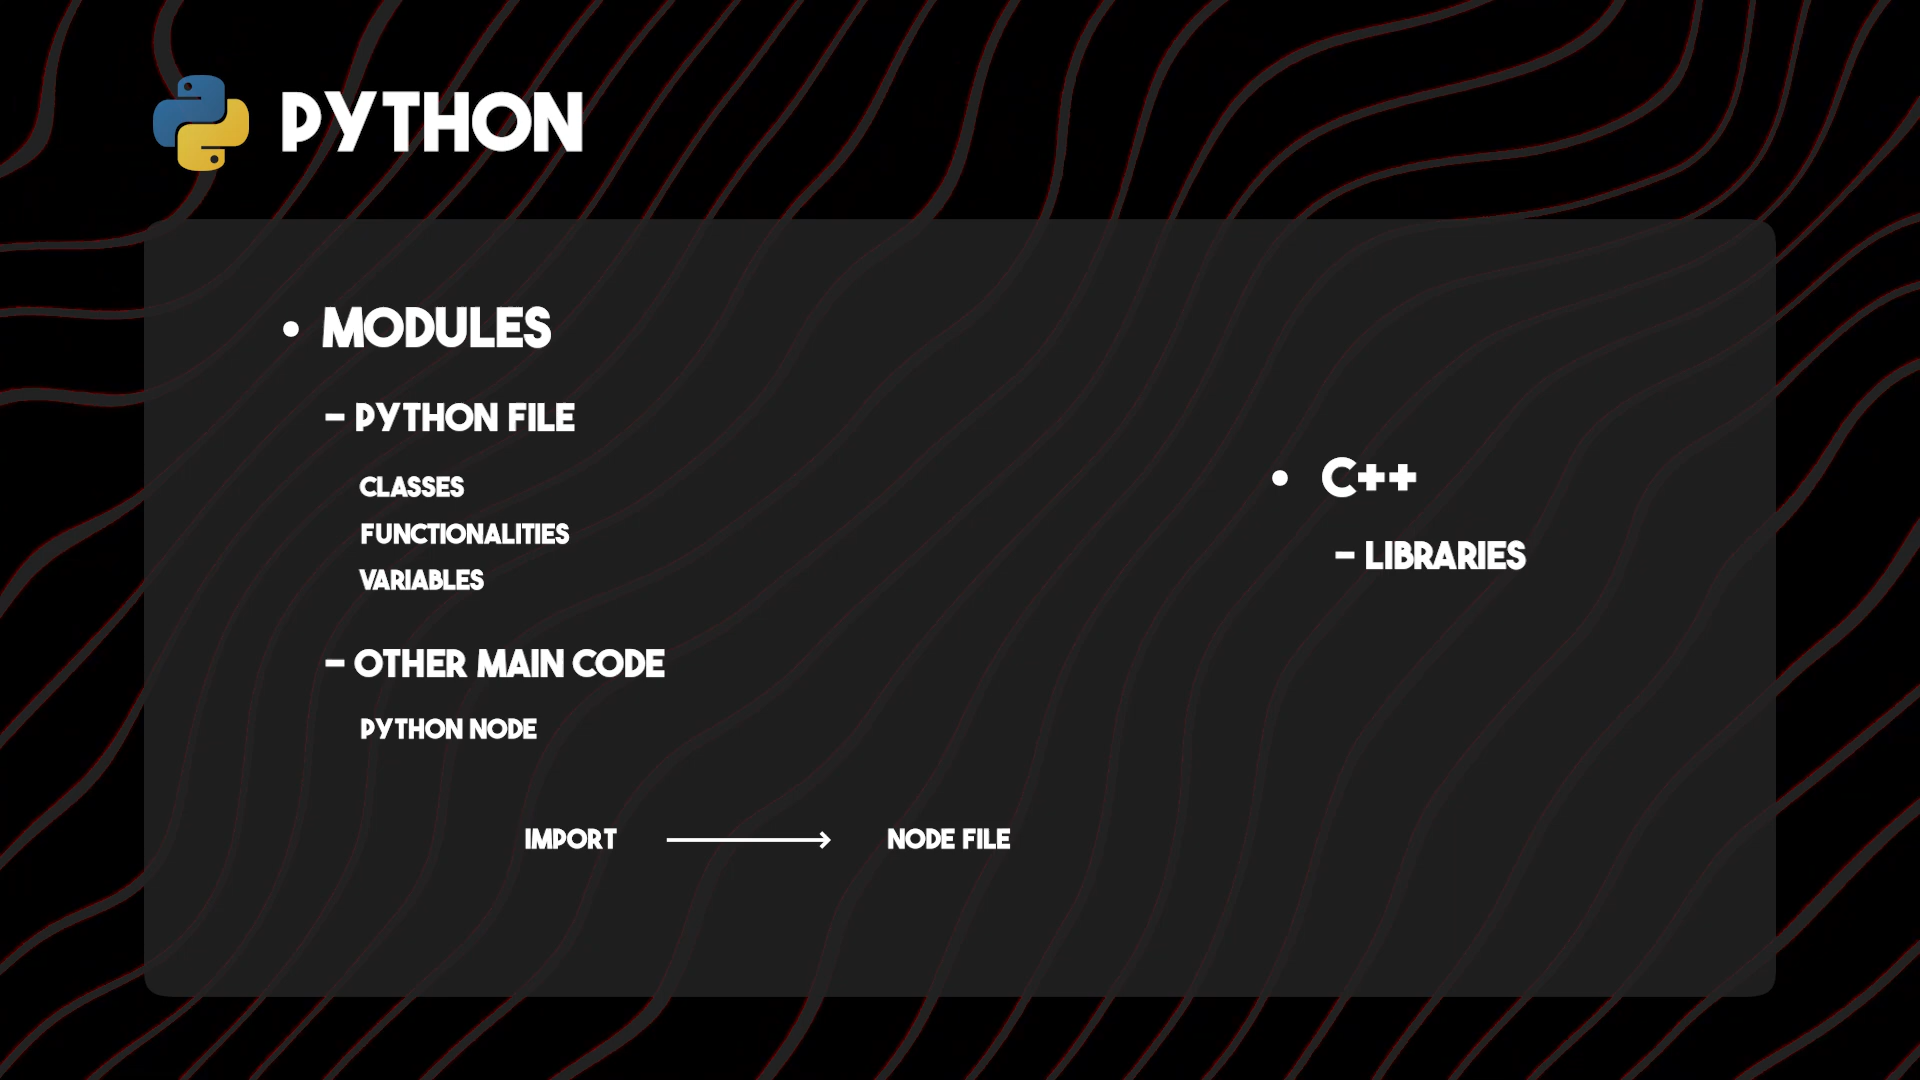 PYTHON
• MODULES
– PYTHON FILE
CLASSES
FUNCTIONALITIES
VARIABLES
– OTHER MAIN CODE
PYTHON NODE
IMPORT → NODE FILE
• C++
– LIBRARIES